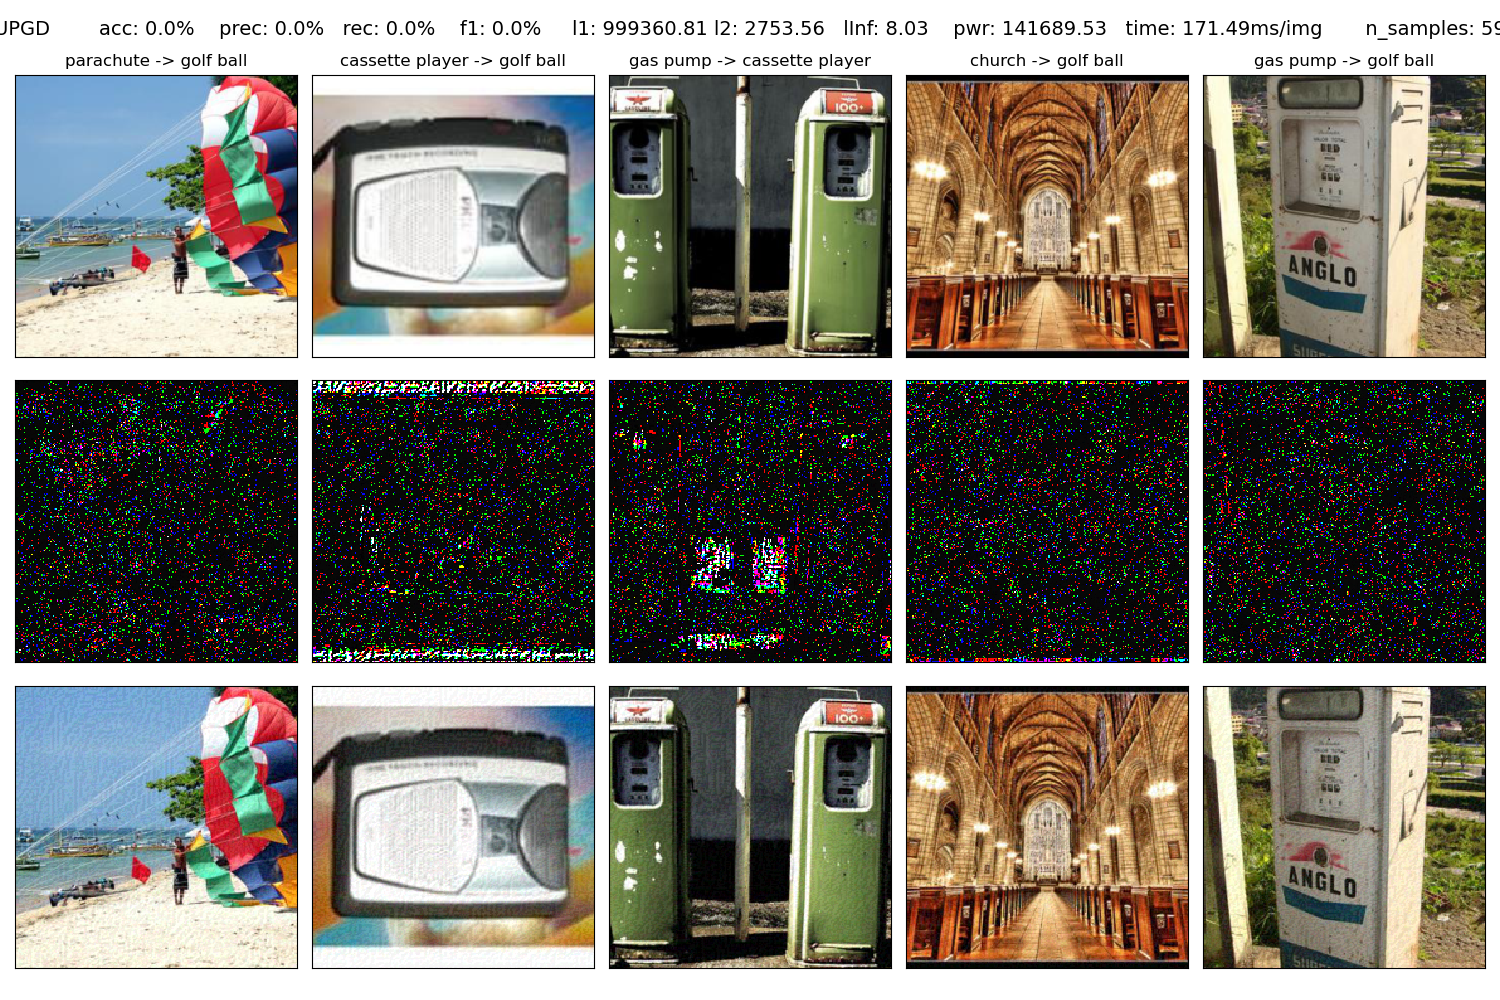 UPGD acc: 0.0% prec: 0.0% rec: 0.0% f1: 0.0% l1: 999360.81 l2: 2753.56 lInf: 8.03 pwr: 141689.53 time: 171.49ms/img n_samples: 59
parachute -> golf ball
cassette player -> golf ball
gas pump -> cassette player
church -> golf ball
gas pump -> golf ball
100+
ANGLO
100+
ANGLO